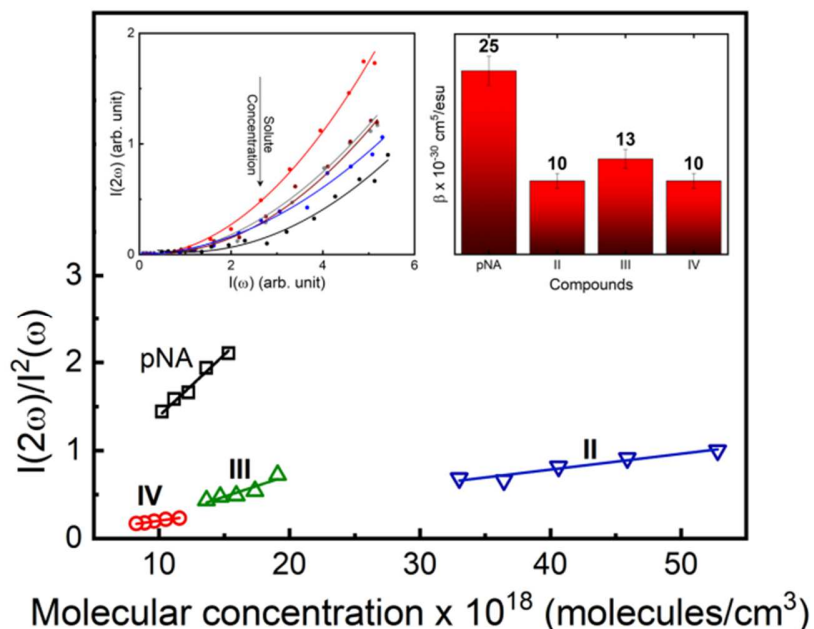 2
1
0
0
2
4
6
I(2ω) (arb. unit)
I(ω) (arb. unit)
Solute
Concentration
25
10
13
10
β x 10⁻³⁰ cm⁵/esu
pNA
II
III
IV
Compounds
3
2
1
0
I(2ω)/I²(ω)
pNA
IV
III
II
10
20
30
40
50
Molecular concentration x 10¹⁸ (molecules/cm³)